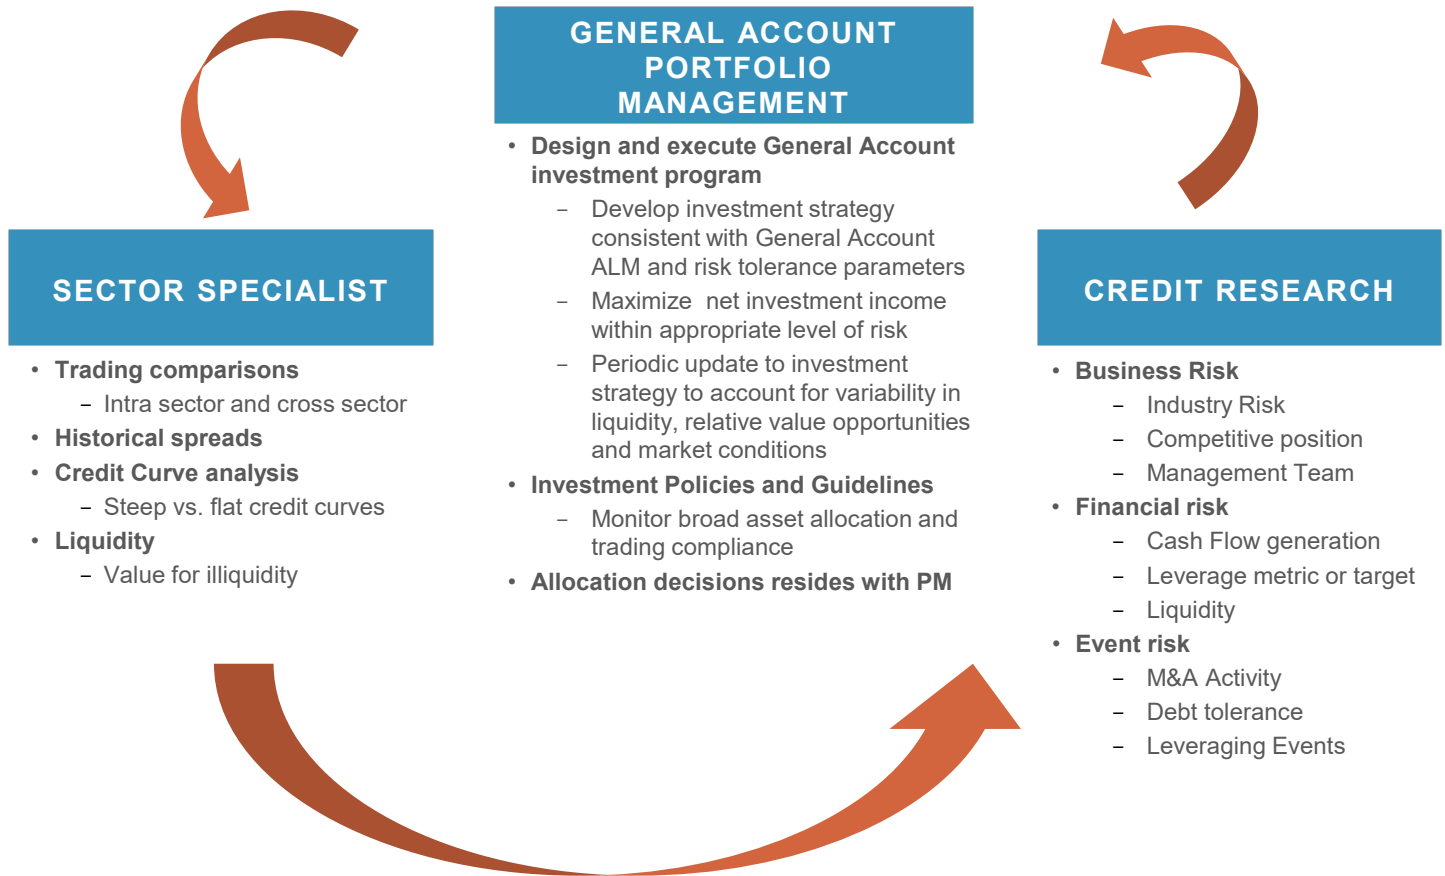 GENERAL ACCOUNT
PORTFOLIO
MANAGEMENT
• Design and execute General Account
investment program
– Develop investment strategy
consistent with General Account
ALM and risk tolerance parameters
– Maximize  net investment income
within appropriate level of risk
– Periodic update to investment
strategy to account for variability in
liquidity, relative value opportunities
and market conditions
• Investment Policies and Guidelines
– Monitor broad asset allocation and
trading compliance
• Allocation decisions resides with PM
SECTOR SPECIALIST
• Trading comparisons
– Intra sector and cross sector
• Historical spreads
• Credit Curve analysis
– Steep vs. flat credit curves
• Liquidity
– Value for illiquidity
CREDIT RESEARCH
• Business Risk
– Industry Risk
– Competitive position
– Management Team
• Financial risk
– Cash Flow generation
– Leverage metric or target
– Liquidity
• Event risk
– M&A Activity
– Debt tolerance
– Leveraging Events